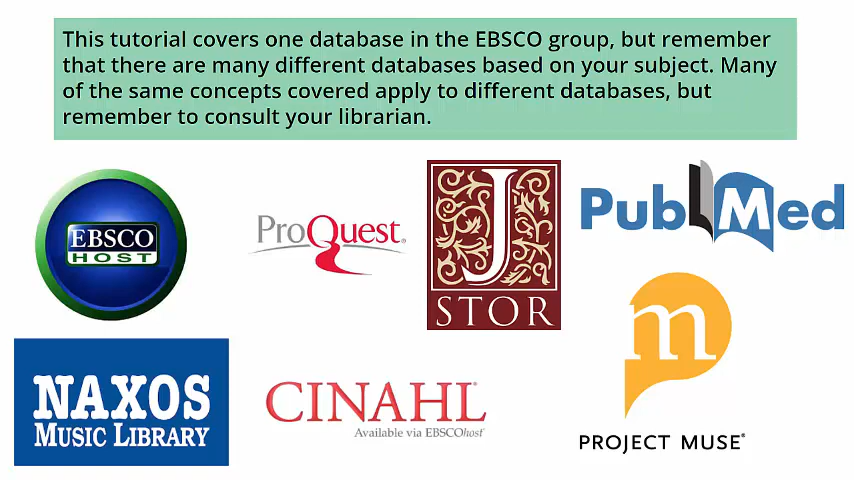 This tutorial covers one database in the EBSCO group, but remember
that there are many different databases based on your subject. Many
of the same concepts covered apply to different databases, but
remember to consult your librarian.
EBSCO
HOST
ProQuest®
J
STOR
PubMed
NAXOS
MUSIC LIBRARY
CINAHL®
Available via EBSCOhost®
m
PROJECT MUSE®